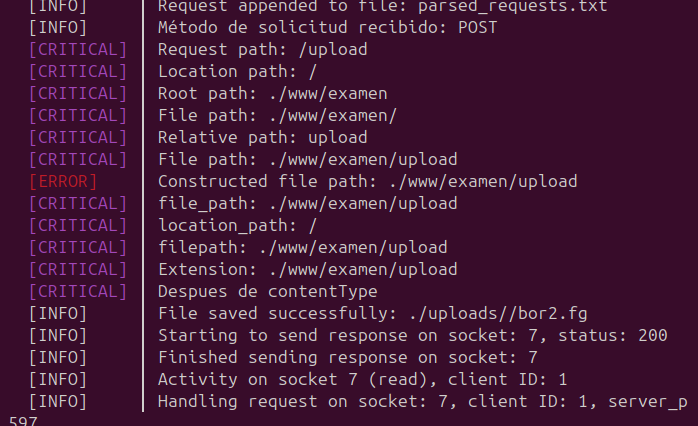 [INFO] Request appended to file: parsed_requests.txt
[INFO] Método de solicitud recibido: POST
[CRITICAL] Request path: /upload
[CRITICAL] Location path: /
[CRITICAL] Root path: ./www/examen
[CRITICAL] File path: ./www/examen/
[CRITICAL] Relative path: upload
[CRITICAL] File path: ./www/examen/upload
[ERROR] Constructed file path: ./www/examen/upload
[CRITICAL] file_path: ./www/examen/upload
[CRITICAL] location_path: /
[CRITICAL] filepath: ./www/examen/upload
[CRITICAL] Extension: ./www/examen/upload
[CRITICAL] Despues de contentType
[INFO] File saved successfully: ./uploads//bor2.fg
[INFO] Starting to send response on socket: 7, status: 200
[INFO] Finished sending response on socket: 7
[INFO] Activity on socket 7 (read), client ID: 1
[INFO] Handling request on socket: 7, client ID: 1, server_p
597